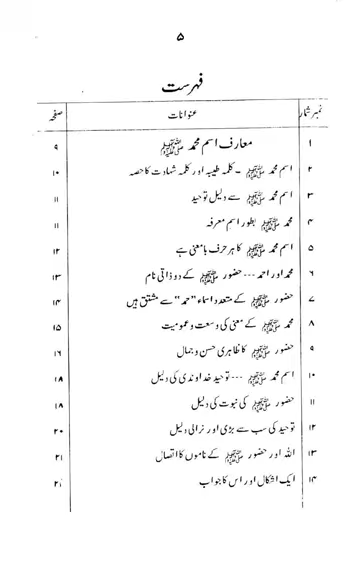 ۵
فہرست
نمبر شمار عنوانات صفحہ
۱ معارف اسم محمد ﷺ ۹
۲ اسم محمد ﷺ ۔ کلمہ طیبہ اور کلمہ شہادت کا حصہ ۱۰
۳ اسم محمد ﷺ سے دلیل توحید ۱۱
۴ محمد ﷺ بطور اسم معرفہ ۱۱
۵ اسم محمد ﷺ کا ہر حرف بامعنی ہے ۱۲
۶ محمد اور احمد --- حضور ﷺ کے دو ذاتی نام ۱۳
۷ حضور ﷺ کے متعدد اسماء ”حمد“ سے مشتق ہیں ۱۴
۸ محمد ﷺ کے معنی کی وسعت و عمومیت ۱۵
۹ حضور ﷺ کا ظاہری حسن و جمال ۱۶
۱۰ اسم محمد ﷺ --- توحید خداوندی کی دلیل ۱۸
۱۱ حضور ﷺ کی نبوت کی دلیل ۱۸
۱۲ توحید کی سب سے بڑی اور نرالی دلیل ۲۰
۱۳ اللہ اور حضور ﷺ کے ناموں کا اتصال ۲۱
۱۴ ایک اشکال اور اس کا جواب ۲۱